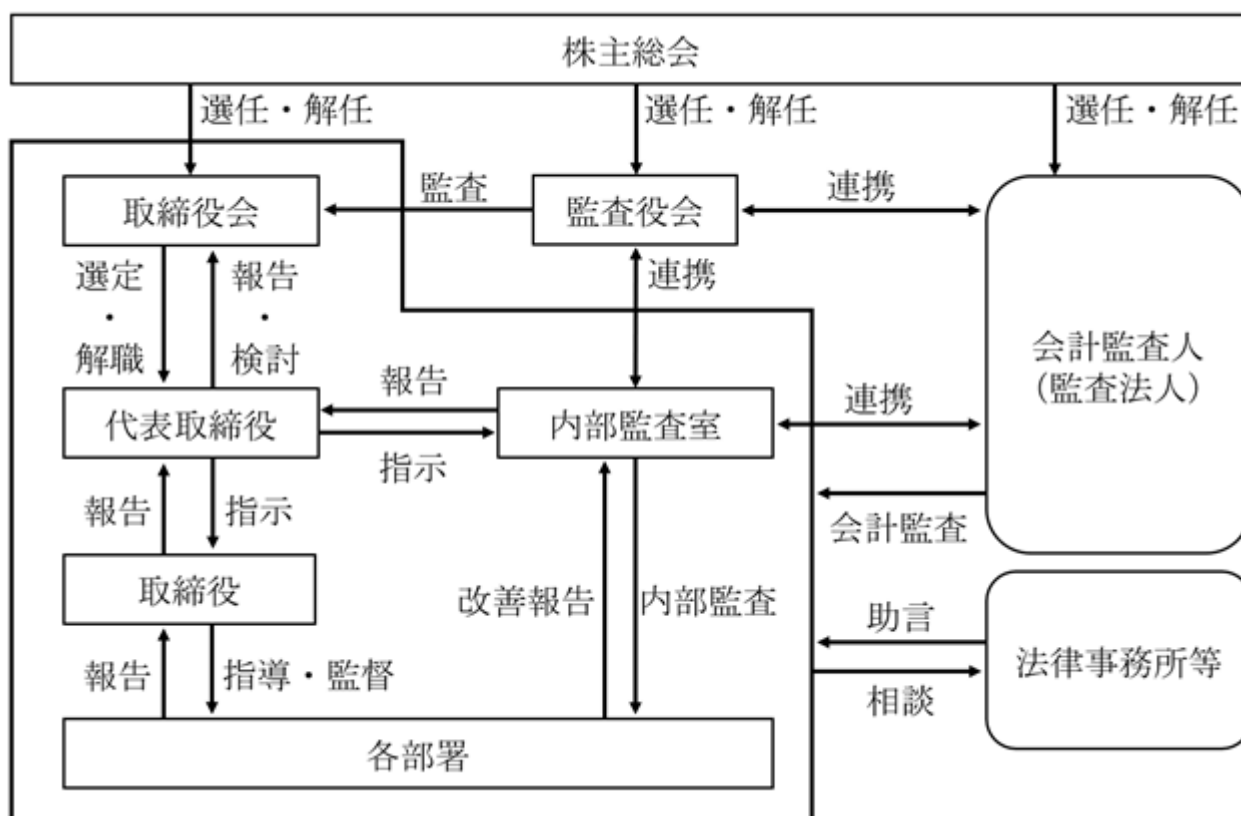 株主総会
選任・解任
選任・解任
選任・解任
取締役会
監査
監査役会
連携
選定
・
解職
報告
・
検討
連携
会計監査人
(監査法人)
代表取締役
報告
指示
内部監査室
連携
報告
指示
会計監査
取締役
改善報告
内部監査
助言
法律事務所等
相談
報告
指導・監督
各部署